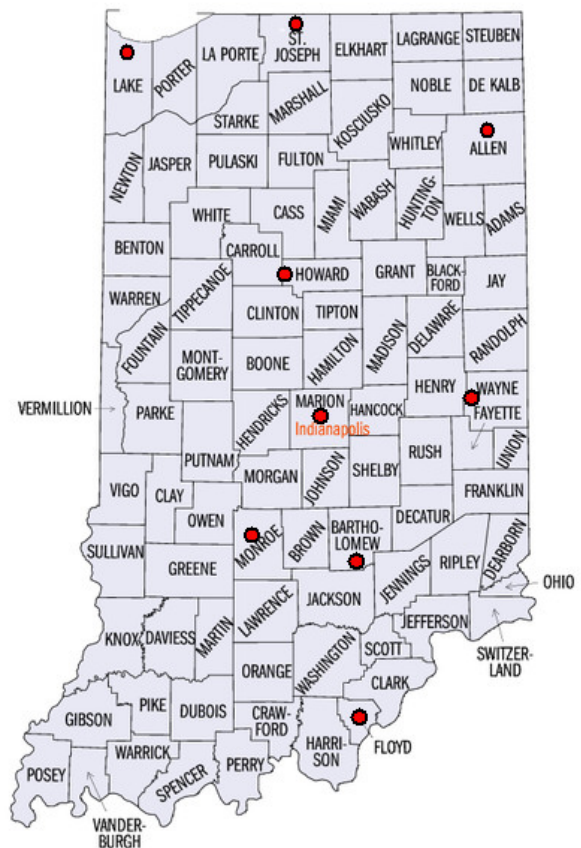 LAKE
PORTER
LA PORTE
ST.
JOSEPH
ELKHART
LAGRANGE
STEUBEN
NOBLE
DE KALB
STARKE
MARSHALL
KOSCIUSKO
WHITLEY
ALLEN
NEWTON
JASPER
PULASKI
FULTON
MIAMI
WABASH
HUNTING-
TON
WELLS
ADAMS
WHITE
CASS
BENTON
CARROLL
HOWARD
GRANT
BLACK-
FORD
JAY
WARREN
TIPPECANOE
CLINTON
TIPTON
MADISON
DELAWARE
RANDOLPH
FOUNTAIN
MONT-
GOMERY
BOONE
HAMILTON
HENRY
WAYNE
VERMILLION
PARKE
HENDRICKS
MARION
Indianapolis
HANCOCK
FAYETTE
UNION
PUTNAM
MORGAN
JOHNSON
SHELBY
RUSH
FRANKLIN
VIGO
CLAY
OWEN
MONROE
BROWN
BARTHO-
LOMEW
DECATUR
DEARBORN
SULLIVAN
GREENE
JENNINGS
RIPLEY
OHIO
LAWRENCE
JACKSON
JEFFERSON
SWITZER-
LAND
KNOX
DAVIESS
MARTIN
ORANGE
WASHINGTON
SCOTT
CLARK
GIBSON
PIKE
DUBOIS
CRAW-
FORD
HARRI-
SON
FLOYD
POSEY
WARRICK
SPENCER
PERRY
VANDER-
BURGH